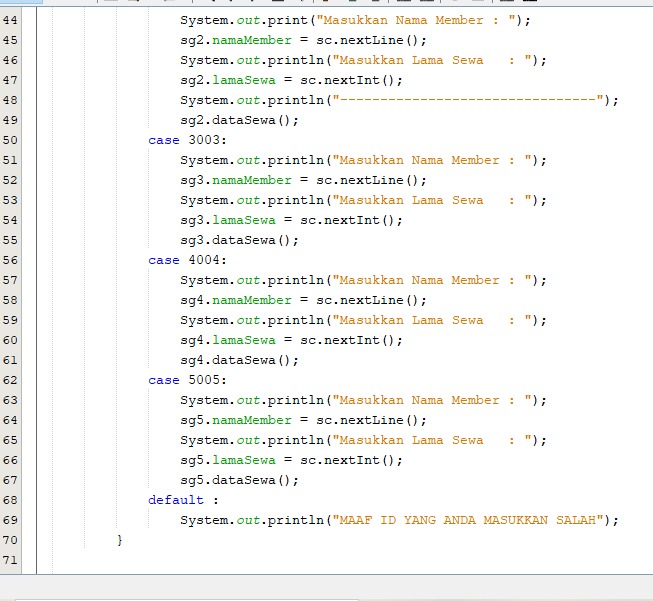 44 System.out.print("Masukkan Nama Member : ");
45 sg2.namaMember = sc.nextLine();
46 System.out.println("Masukkan Lama Sewa   : ");
47 sg2.lamaSewa = sc.nextInt();
48 System.out.println("--------------------------------");
49 sg2.dataSewa();
50 case 3003:
51 System.out.println("Masukkan Nama Member : ");
52 sg3.namaMember = sc.nextLine();
53 System.out.println("Masukkan Lama Sewa   : ");
54 sg3.lamaSewa = sc.nextInt();
55 sg3.dataSewa();
56 case 4004:
57 System.out.println("Masukkan Nama Member : ");
58 sg4.namaMember = sc.nextLine();
59 System.out.println("Masukkan Lama Sewa   : ");
60 sg4.lamaSewa = sc.nextInt();
61 sg4.dataSewa();
62 case 5005:
63 System.out.println("Masukkan Nama Member : ");
64 sg5.namaMember = sc.nextLine();
65 System.out.println("Masukkan Lama Sewa   : ");
66 sg5.lamaSewa = sc.nextInt();
67 sg5.dataSewa();
68 default :
69 System.out.println("MAAF ID YANG ANDA MASUKKAN SALAH");
70 }
71